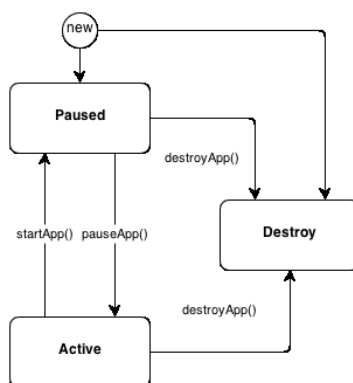 new
Paused
destroyApp()
startApp() pauseApp()
Destroy
destroyApp()
Active